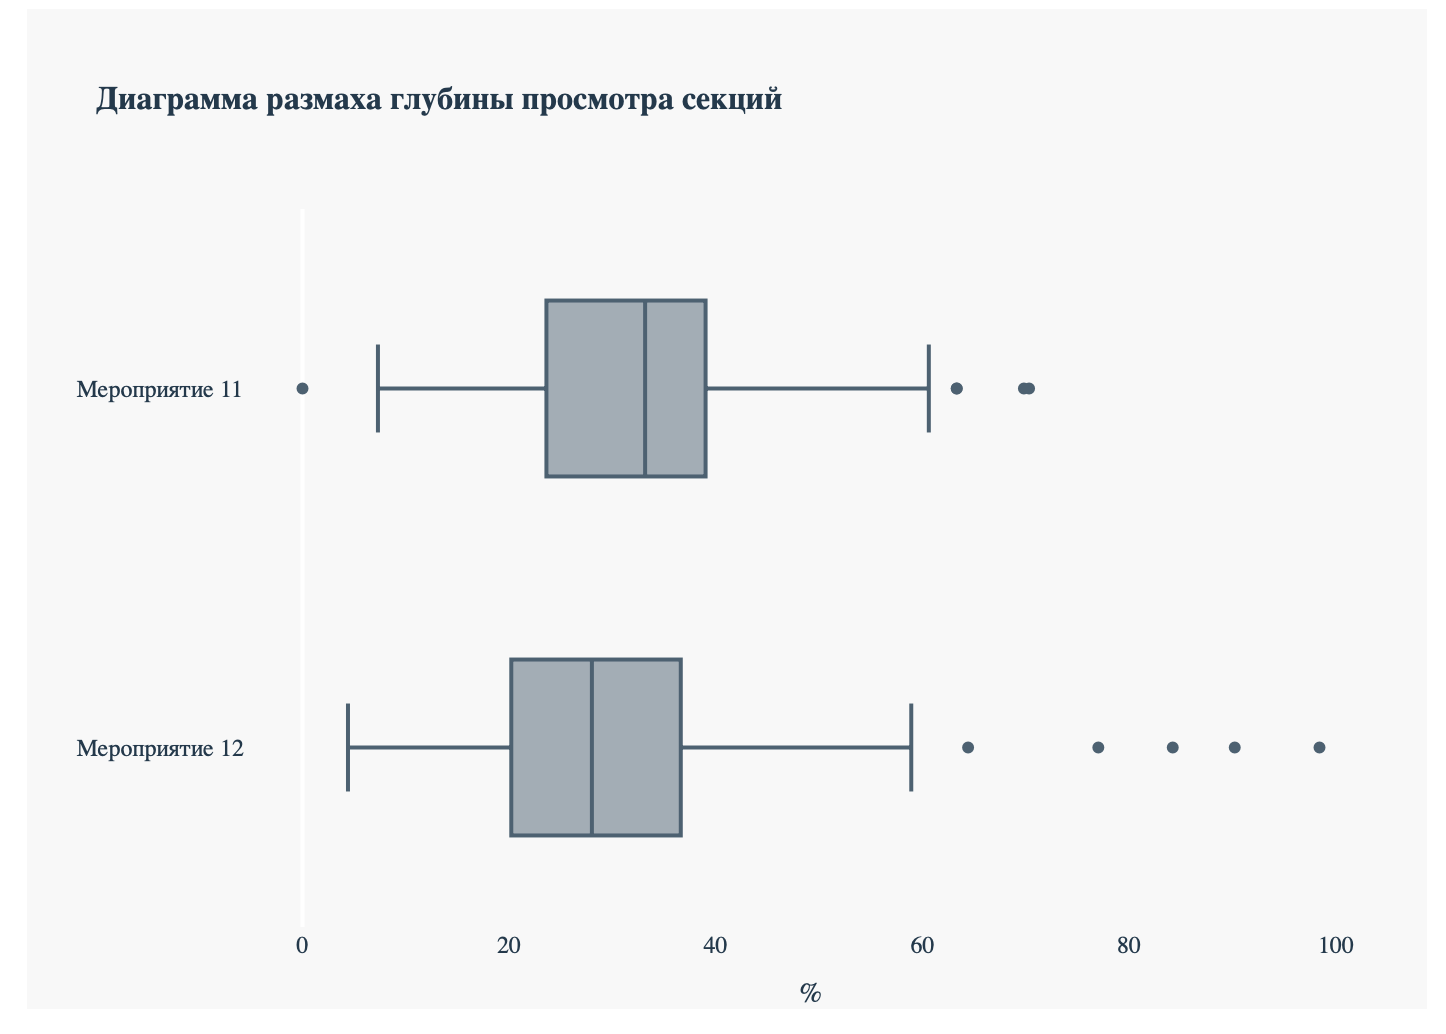 Диаграмма размаха глубины просмотра секций
Мероприятие 11
Мероприятие 12
0 20 40 60 80 100
%